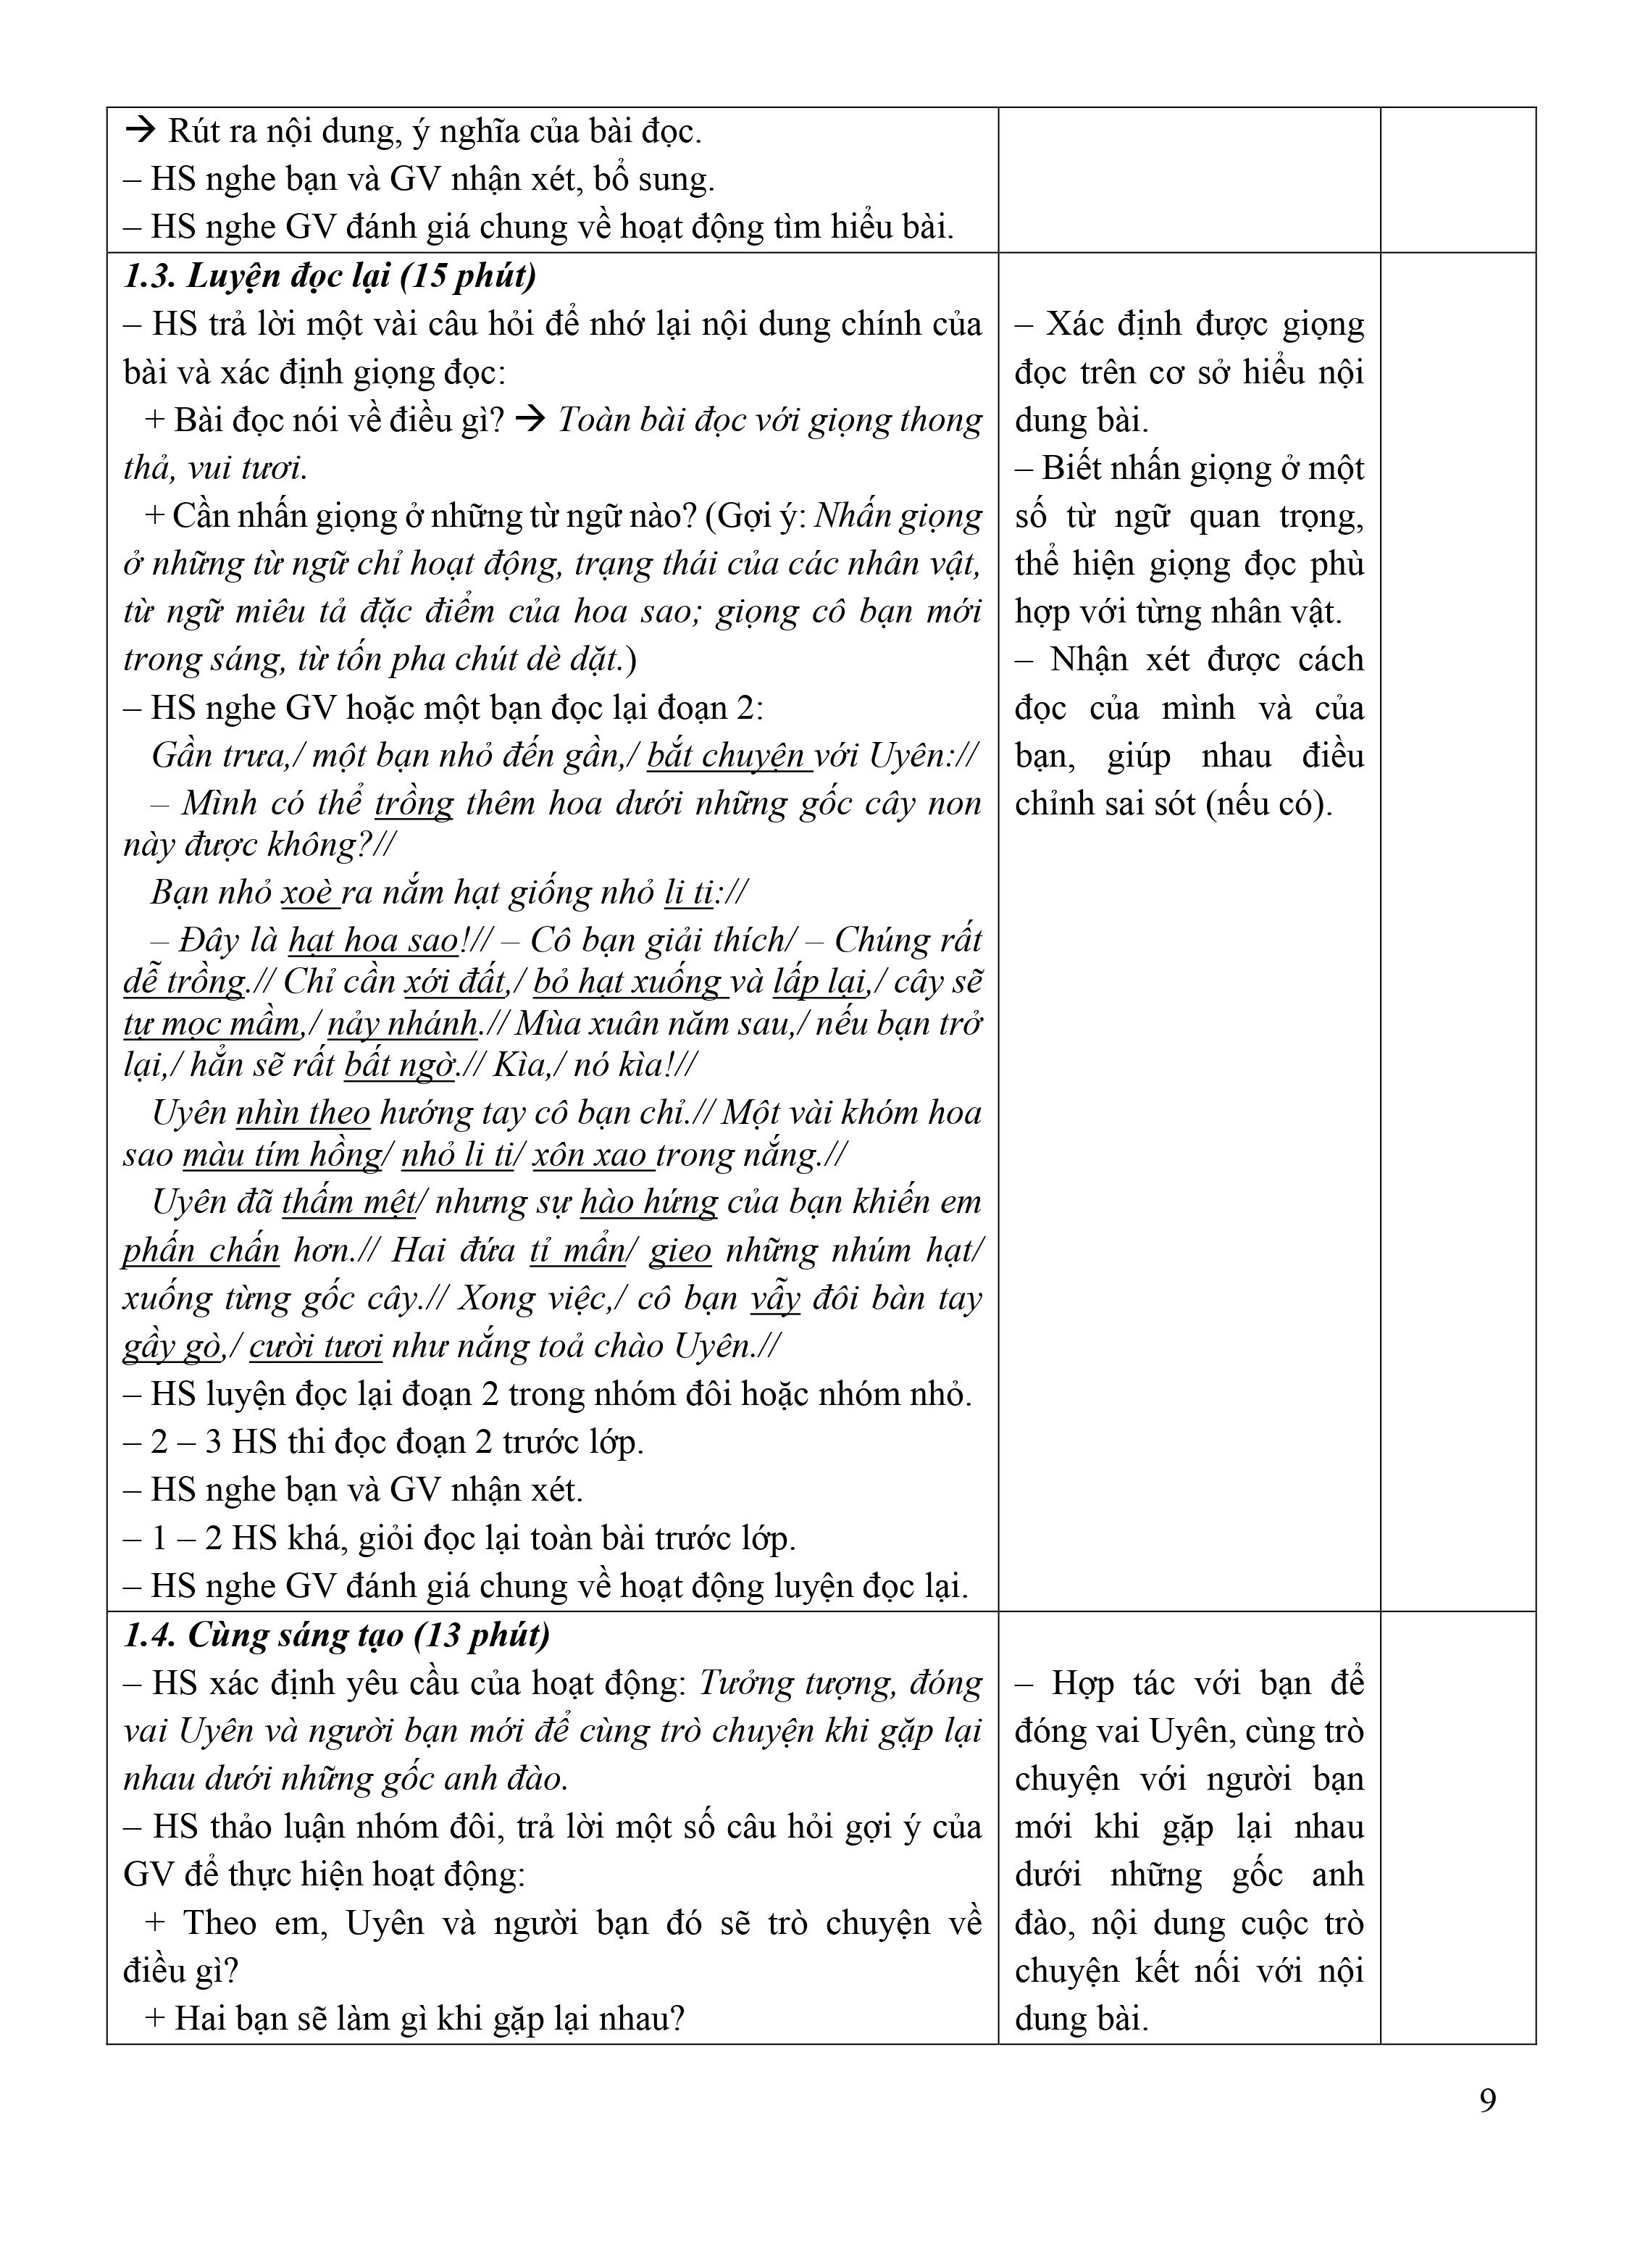 → Rút ra nội dung, ý nghĩa của bài đọc.
– HS nghe bạn và GV nhận xét, bổ sung.
– HS nghe GV đánh giá chung về hoạt động tìm hiểu bài.
1.3. Luyện đọc lại (15 phút)
– HS trả lời một vài câu hỏi để nhớ lại nội dung chính của
bài và xác định giọng đọc:
+ Bài đọc nói về điều gì? → Toàn bài đọc với giọng thong
thả, vui tươi.
+ Cần nhấn giọng ở những từ ngữ nào? (Gợi ý: Nhấn giọng
ở những từ ngữ chỉ hoạt động, trạng thái của các nhân vật,
từ ngữ miêu tả đặc điểm của hoa sao; giọng cô bạn mới
trong sáng, từ tốn pha chút dè dặt.)
– HS nghe GV hoặc một bạn đọc lại đoạn 2:
Gần trưa,/ một bạn nhỏ đến gần,/ bắt chuyện với Uyên://
– Mình có thể trồng thêm hoa dưới những gốc cây non
này được không?//
Bạn nhỏ xoè ra nắm hạt giống nhỏ li ti://
– Đây là hạt hoa sao!// – Cô bạn giải thích/ – Chúng rất
dễ trồng.// Chỉ cần xới đất,/ bỏ hạt xuống và lấp lại,/ cây sẽ
tự mọc mầm,/ nảy nhánh.// Mùa xuân năm sau,/ nếu bạn trở
lại,/ hẳn sẽ rất bất ngờ.// Kìa,/ nó kìa!//
Uyên nhìn theo hướng tay cô bạn chỉ.// Một vài khóm hoa
sao màu tím hồng/ nhỏ li ti/ xôn xao trong nắng.//
Uyên đã thấm mệt/ nhưng sự hào hứng của bạn khiến em
phấn chấn hơn.// Hai đứa tỉ mẩn/ gieo những nhúm hạt/
xuống từng gốc cây.// Xong việc,/ cô bạn vẫy đôi bàn tay
gầy gò,/ cười tươi như nắng toả chào Uyên.//
– HS luyện đọc lại đoạn 2 trong nhóm đôi hoặc nhóm nhỏ.
– 2 – 3 HS thi đọc đoạn 2 trước lớp.
– HS nghe bạn và GV nhận xét.
– 1 – 2 HS khá, giỏi đọc lại toàn bài trước lớp.
– HS nghe GV đánh giá chung về hoạt động luyện đọc lại.
– Xác định được giọng
đọc trên cơ sở hiểu nội
dung bài.
– Biết nhấn giọng ở một
số từ ngữ quan trọng,
thể hiện giọng đọc phù
hợp với từng nhân vật.
– Nhận xét được cách
đọc của mình và của
bạn, giúp nhau điều
chỉnh sai sót (nếu có).
1.4. Cùng sáng tạo (13 phút)
– HS xác định yêu cầu của hoạt động: Tưởng tượng, đóng
vai Uyên và người bạn mới để cùng trò chuyện khi gặp lại
nhau dưới những gốc anh đào.
– HS thảo luận nhóm đôi, trả lời một số câu hỏi gợi ý của
GV để thực hiện hoạt động:
+ Theo em, Uyên và người bạn đó sẽ trò chuyện về
điều gì?
+ Hai bạn sẽ làm gì khi gặp lại nhau?
– Hợp tác với bạn để
đóng vai Uyên, cùng trò
chuyện với người bạn
mới khi gặp lại nhau
dưới những gốc anh
đào, nội dung cuộc trò
chuyện kết nối với nội
dung bài.
9